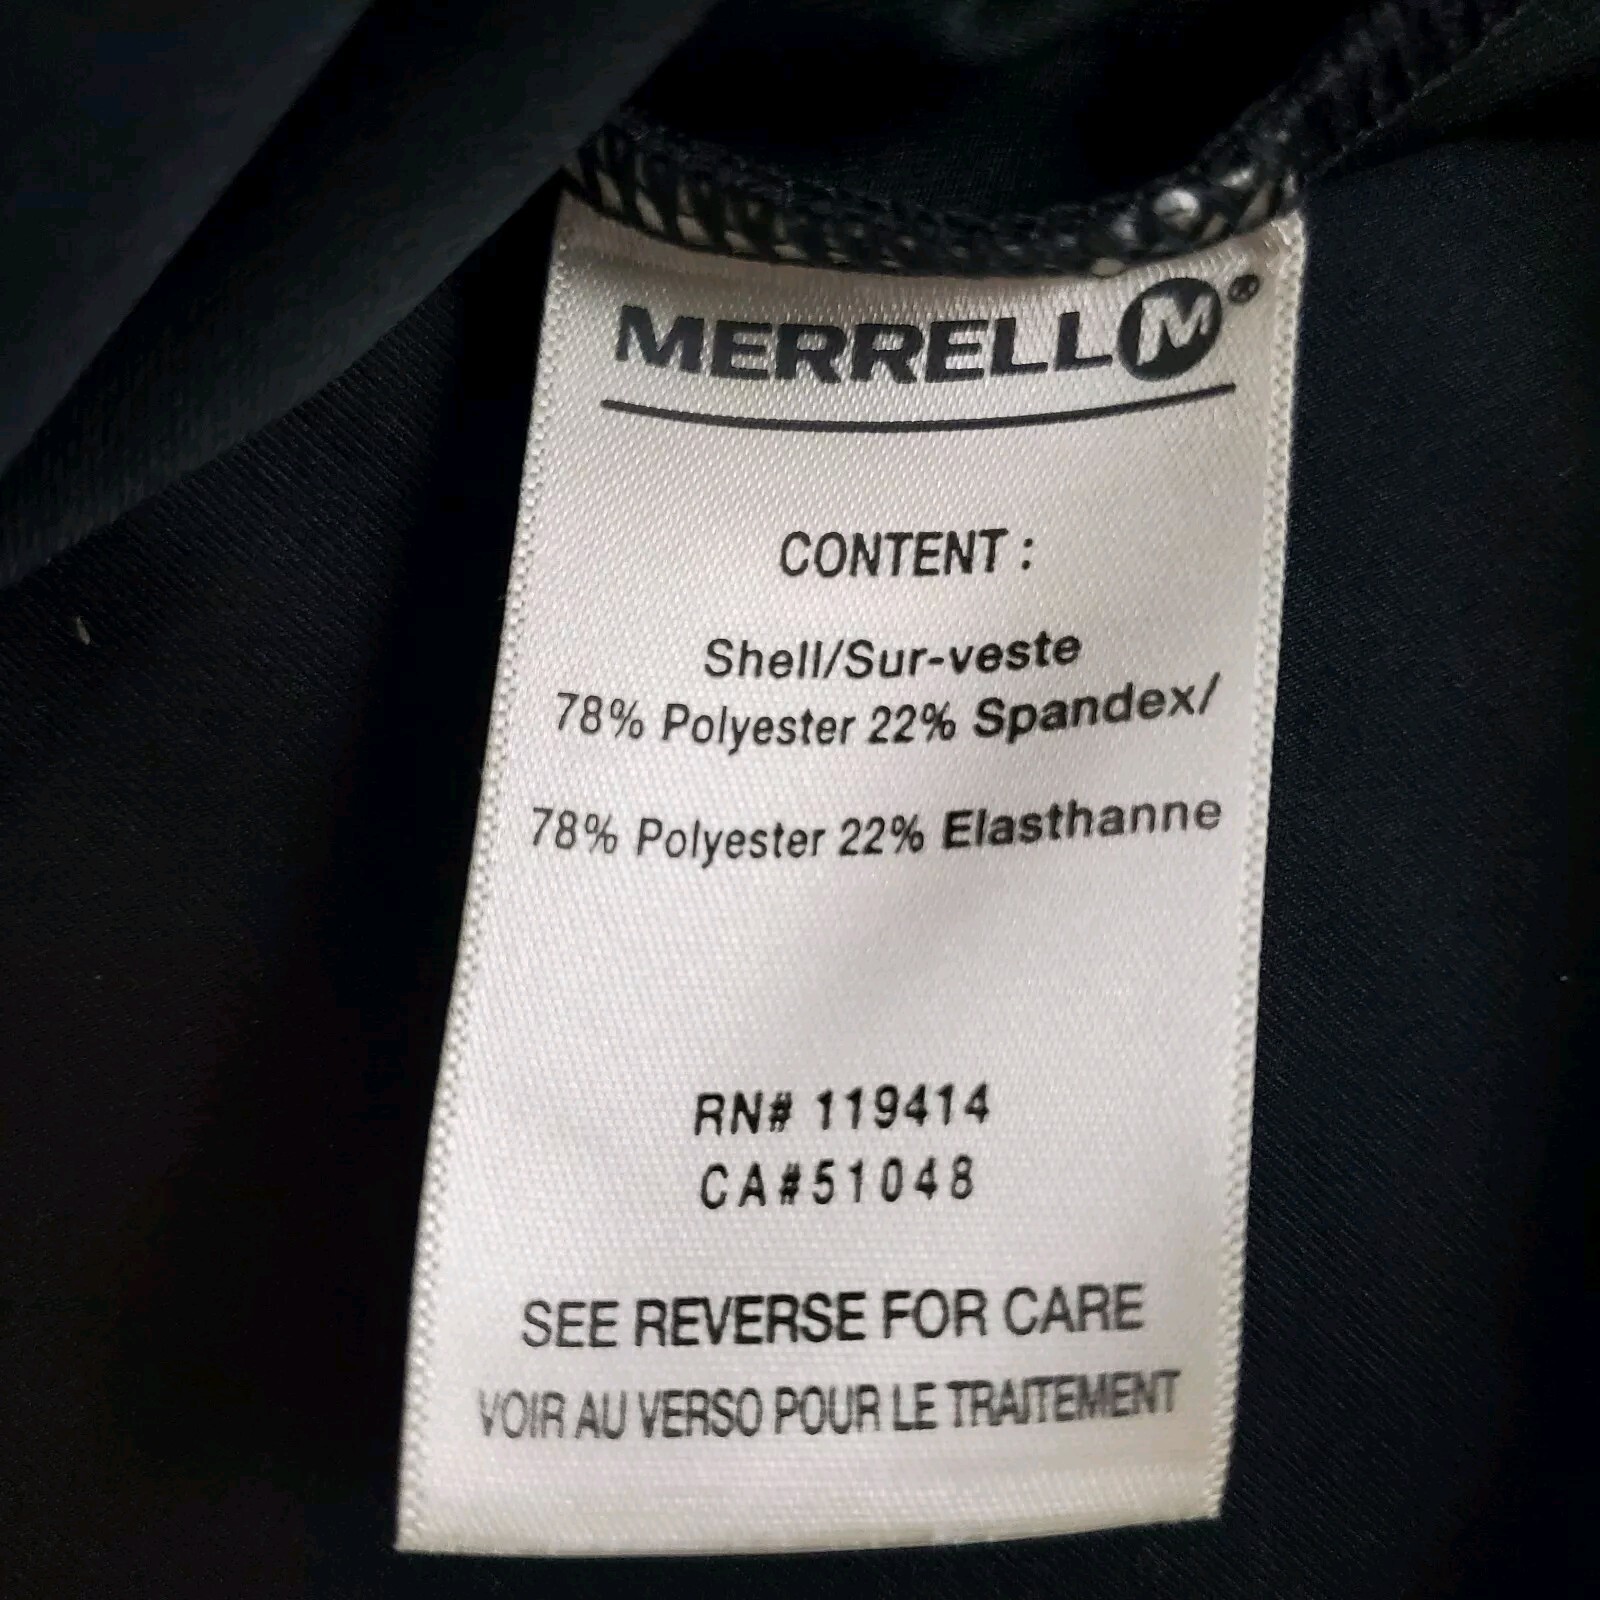 MERRELL M®
CONTENT :
Shell/Sur-veste
78% Polyester 22% Spandex/
78% Polyester 22% Elasthanne
RN# 119414
CA#51048
SEE REVERSE FOR CARE
VOIR AU VERSO POUR LE TRAITEMENT